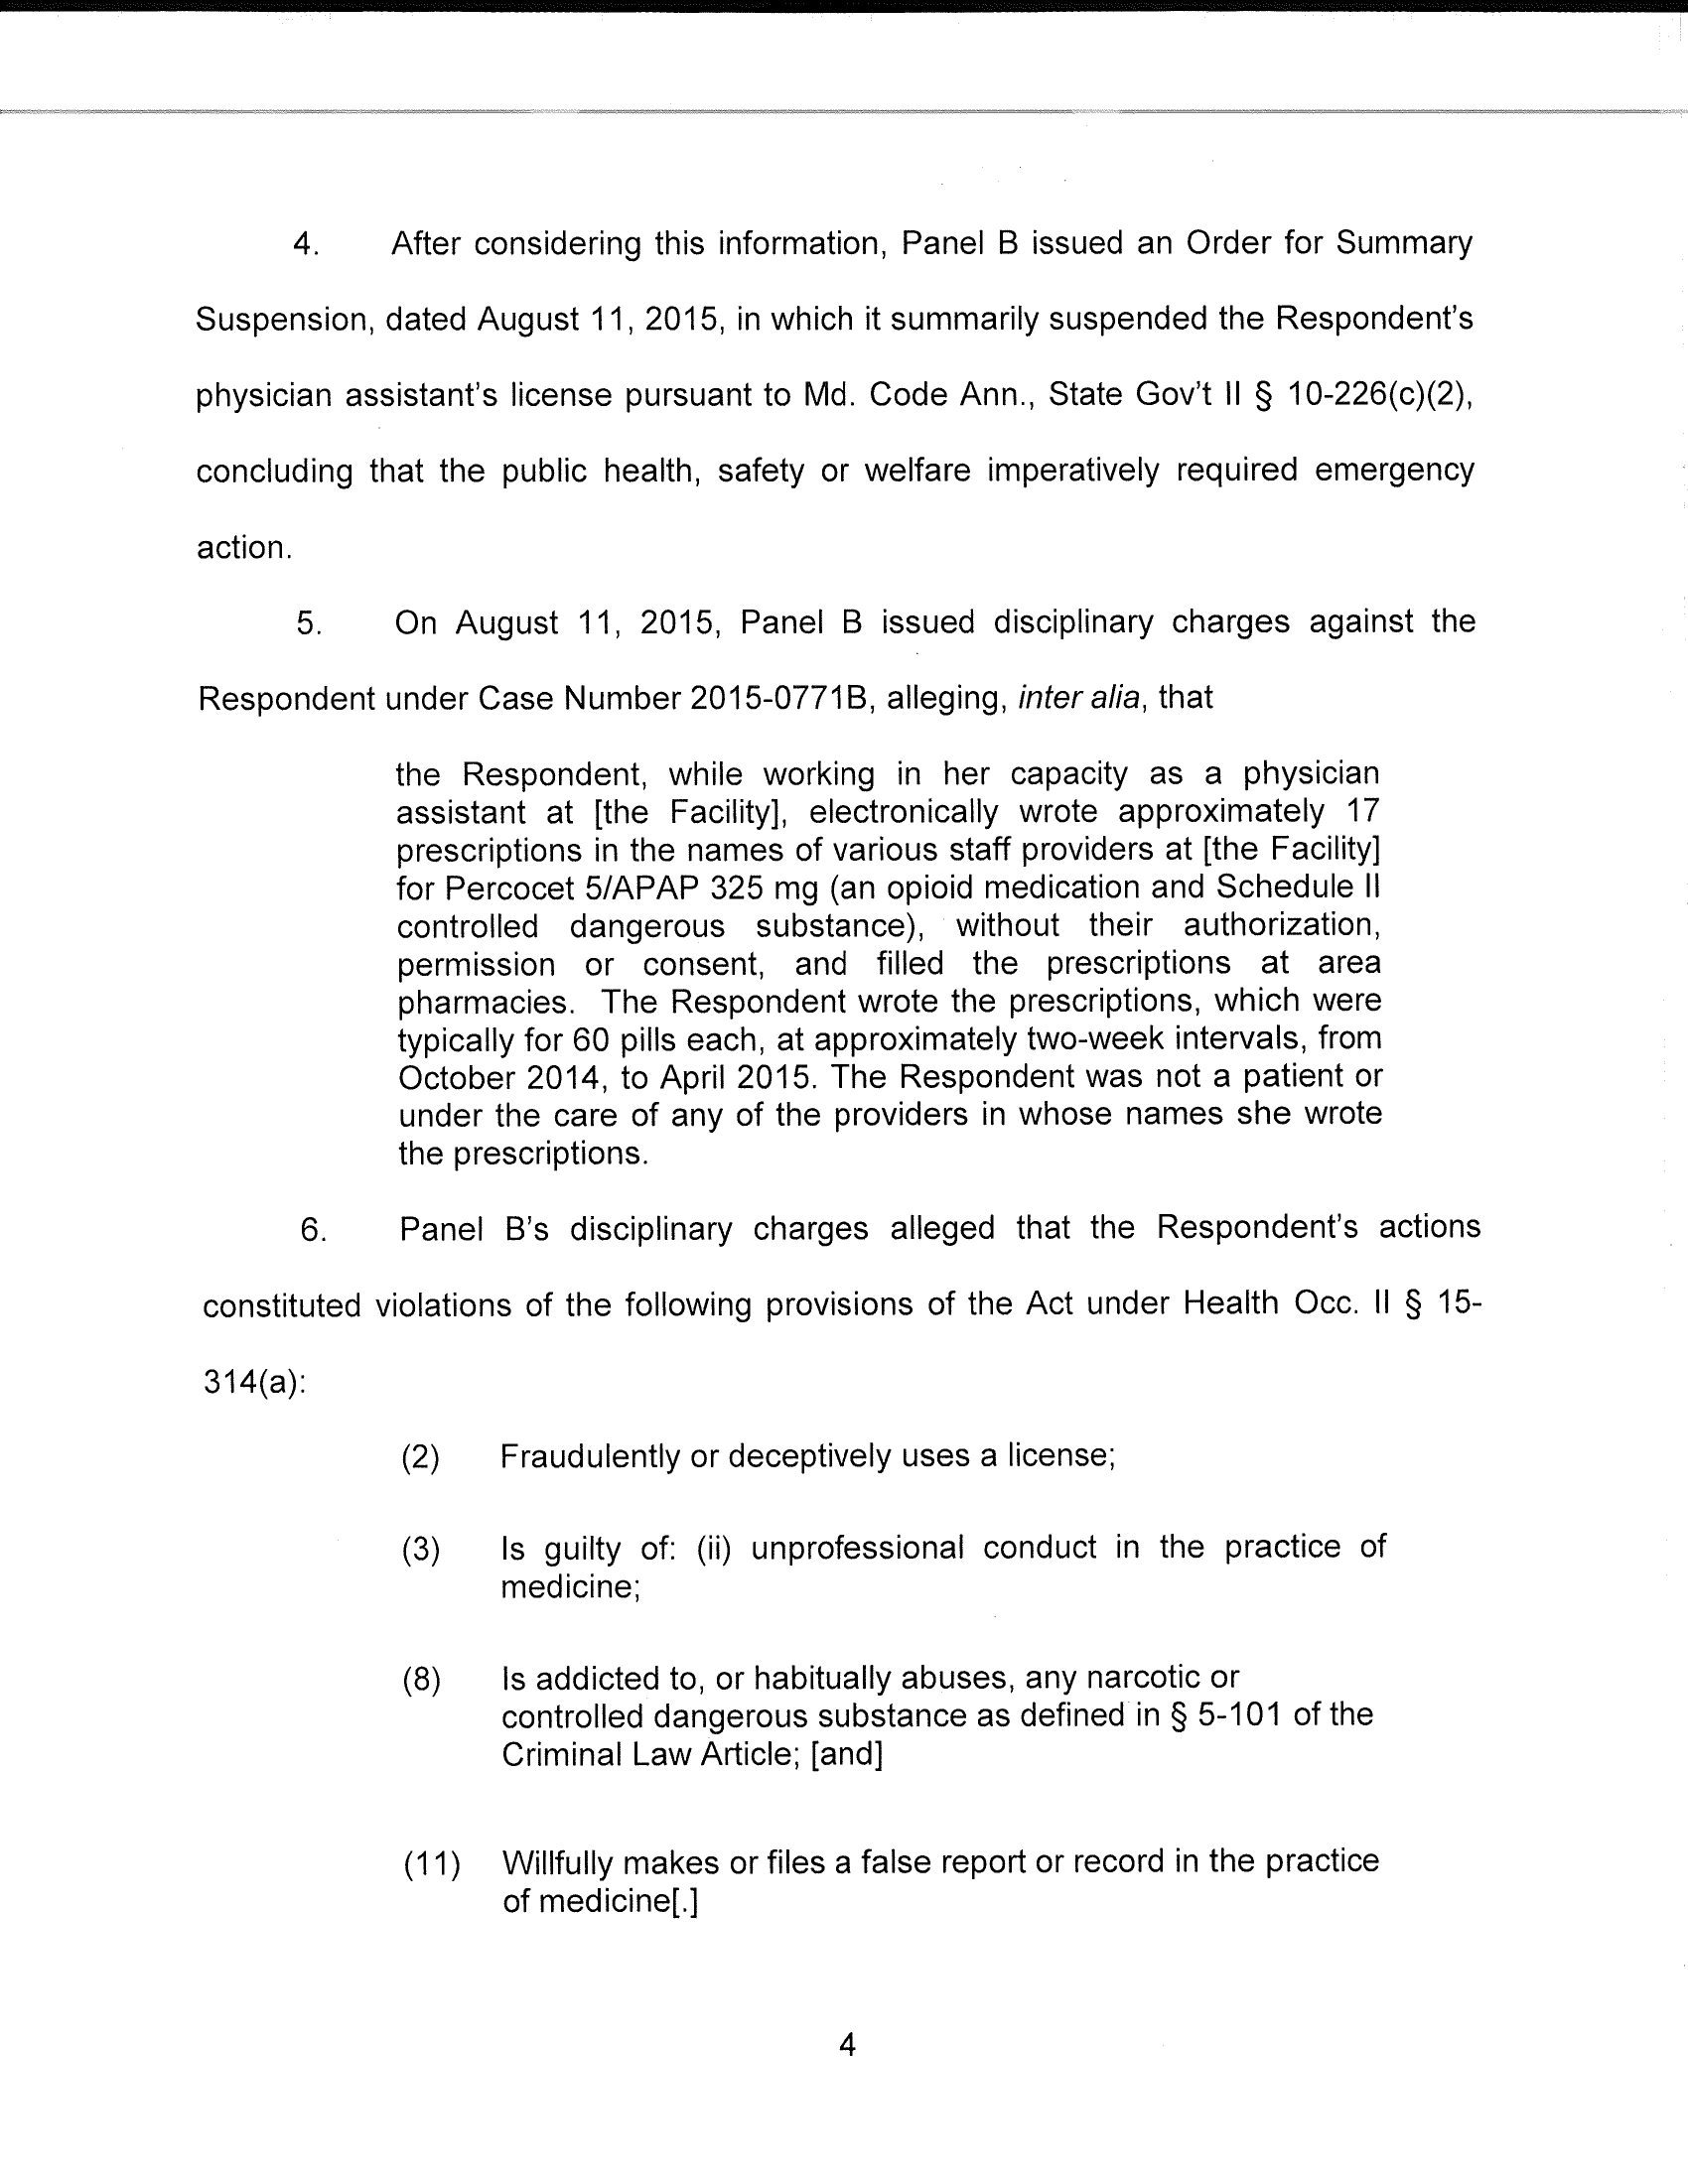 4. After considering this information, Panel B issued an Order for Summary
Suspension, dated August 11, 2015, in which it summarily suspended the Respondent's
physician assistant's license pursuant to Md. Code Ann., State Gov't II § 10-226(c)(2),
concluding that the public health, safety or welfare imperatively required emergency
action.
5. On August 11, 2015, Panel B issued disciplinary charges against the
Respondent under Case Number 2015-0771B, alleging, inter alia, that
the Respondent, while working in her capacity as a physician
assistant at [the Facility], electronically wrote approximately 17
prescriptions in the names of various staff providers at [the Facility]
for Percocet 5/APAP 325 mg (an opioid medication and Schedule II
controlled dangerous substance), without their authorization,
permission or consent, and filled the prescriptions at area
pharmacies. The Respondent wrote the prescriptions, which were
typically for 60 pills each, at approximately two-week intervals, from
October 2014, to April 2015. The Respondent was not a patient or
under the care of any of the providers in whose names she wrote
the prescriptions.
6. Panel B's disciplinary charges alleged that the Respondent's actions
constituted violations of the following provisions of the Act under Health Occ. II § 15-
314(a):
(2) Fraudulently or deceptively uses a license;
(3) Is guilty of: (ii) unprofessional conduct in the practice of
medicine;
(8) Is addicted to, or habitually abuses, any narcotic or
controlled dangerous substance as defined in § 5-101 of the
Criminal Law Article; [and]
(11) Willfully makes or files a false report or record in the practice
of medicine[.]
4